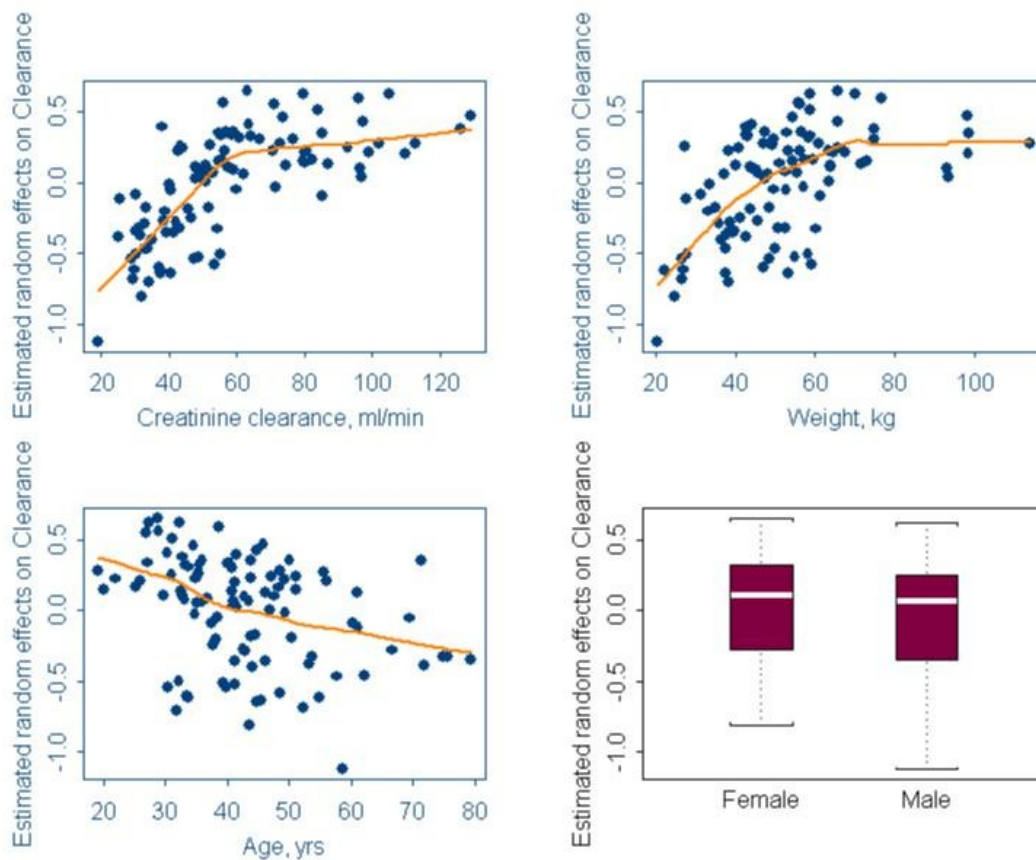 Estimated random effects on Clearance
0.5
0.0
-0.5
-1.0
20 40 60 80 100 120
Creatinine clearance, ml/min
Estimated random effects on Clearance
0.5
0.0
-0.5
-1.0
20 40 60 80 100
Weight, kg
Estimated random effects on Clearance
0.5
0.0
-0.5
-1.0
20 30 40 50 60 70 80
Age, yrs
Estimated random effects on Clearance
0.5
0.0
-0.5
-1.0
Female Male